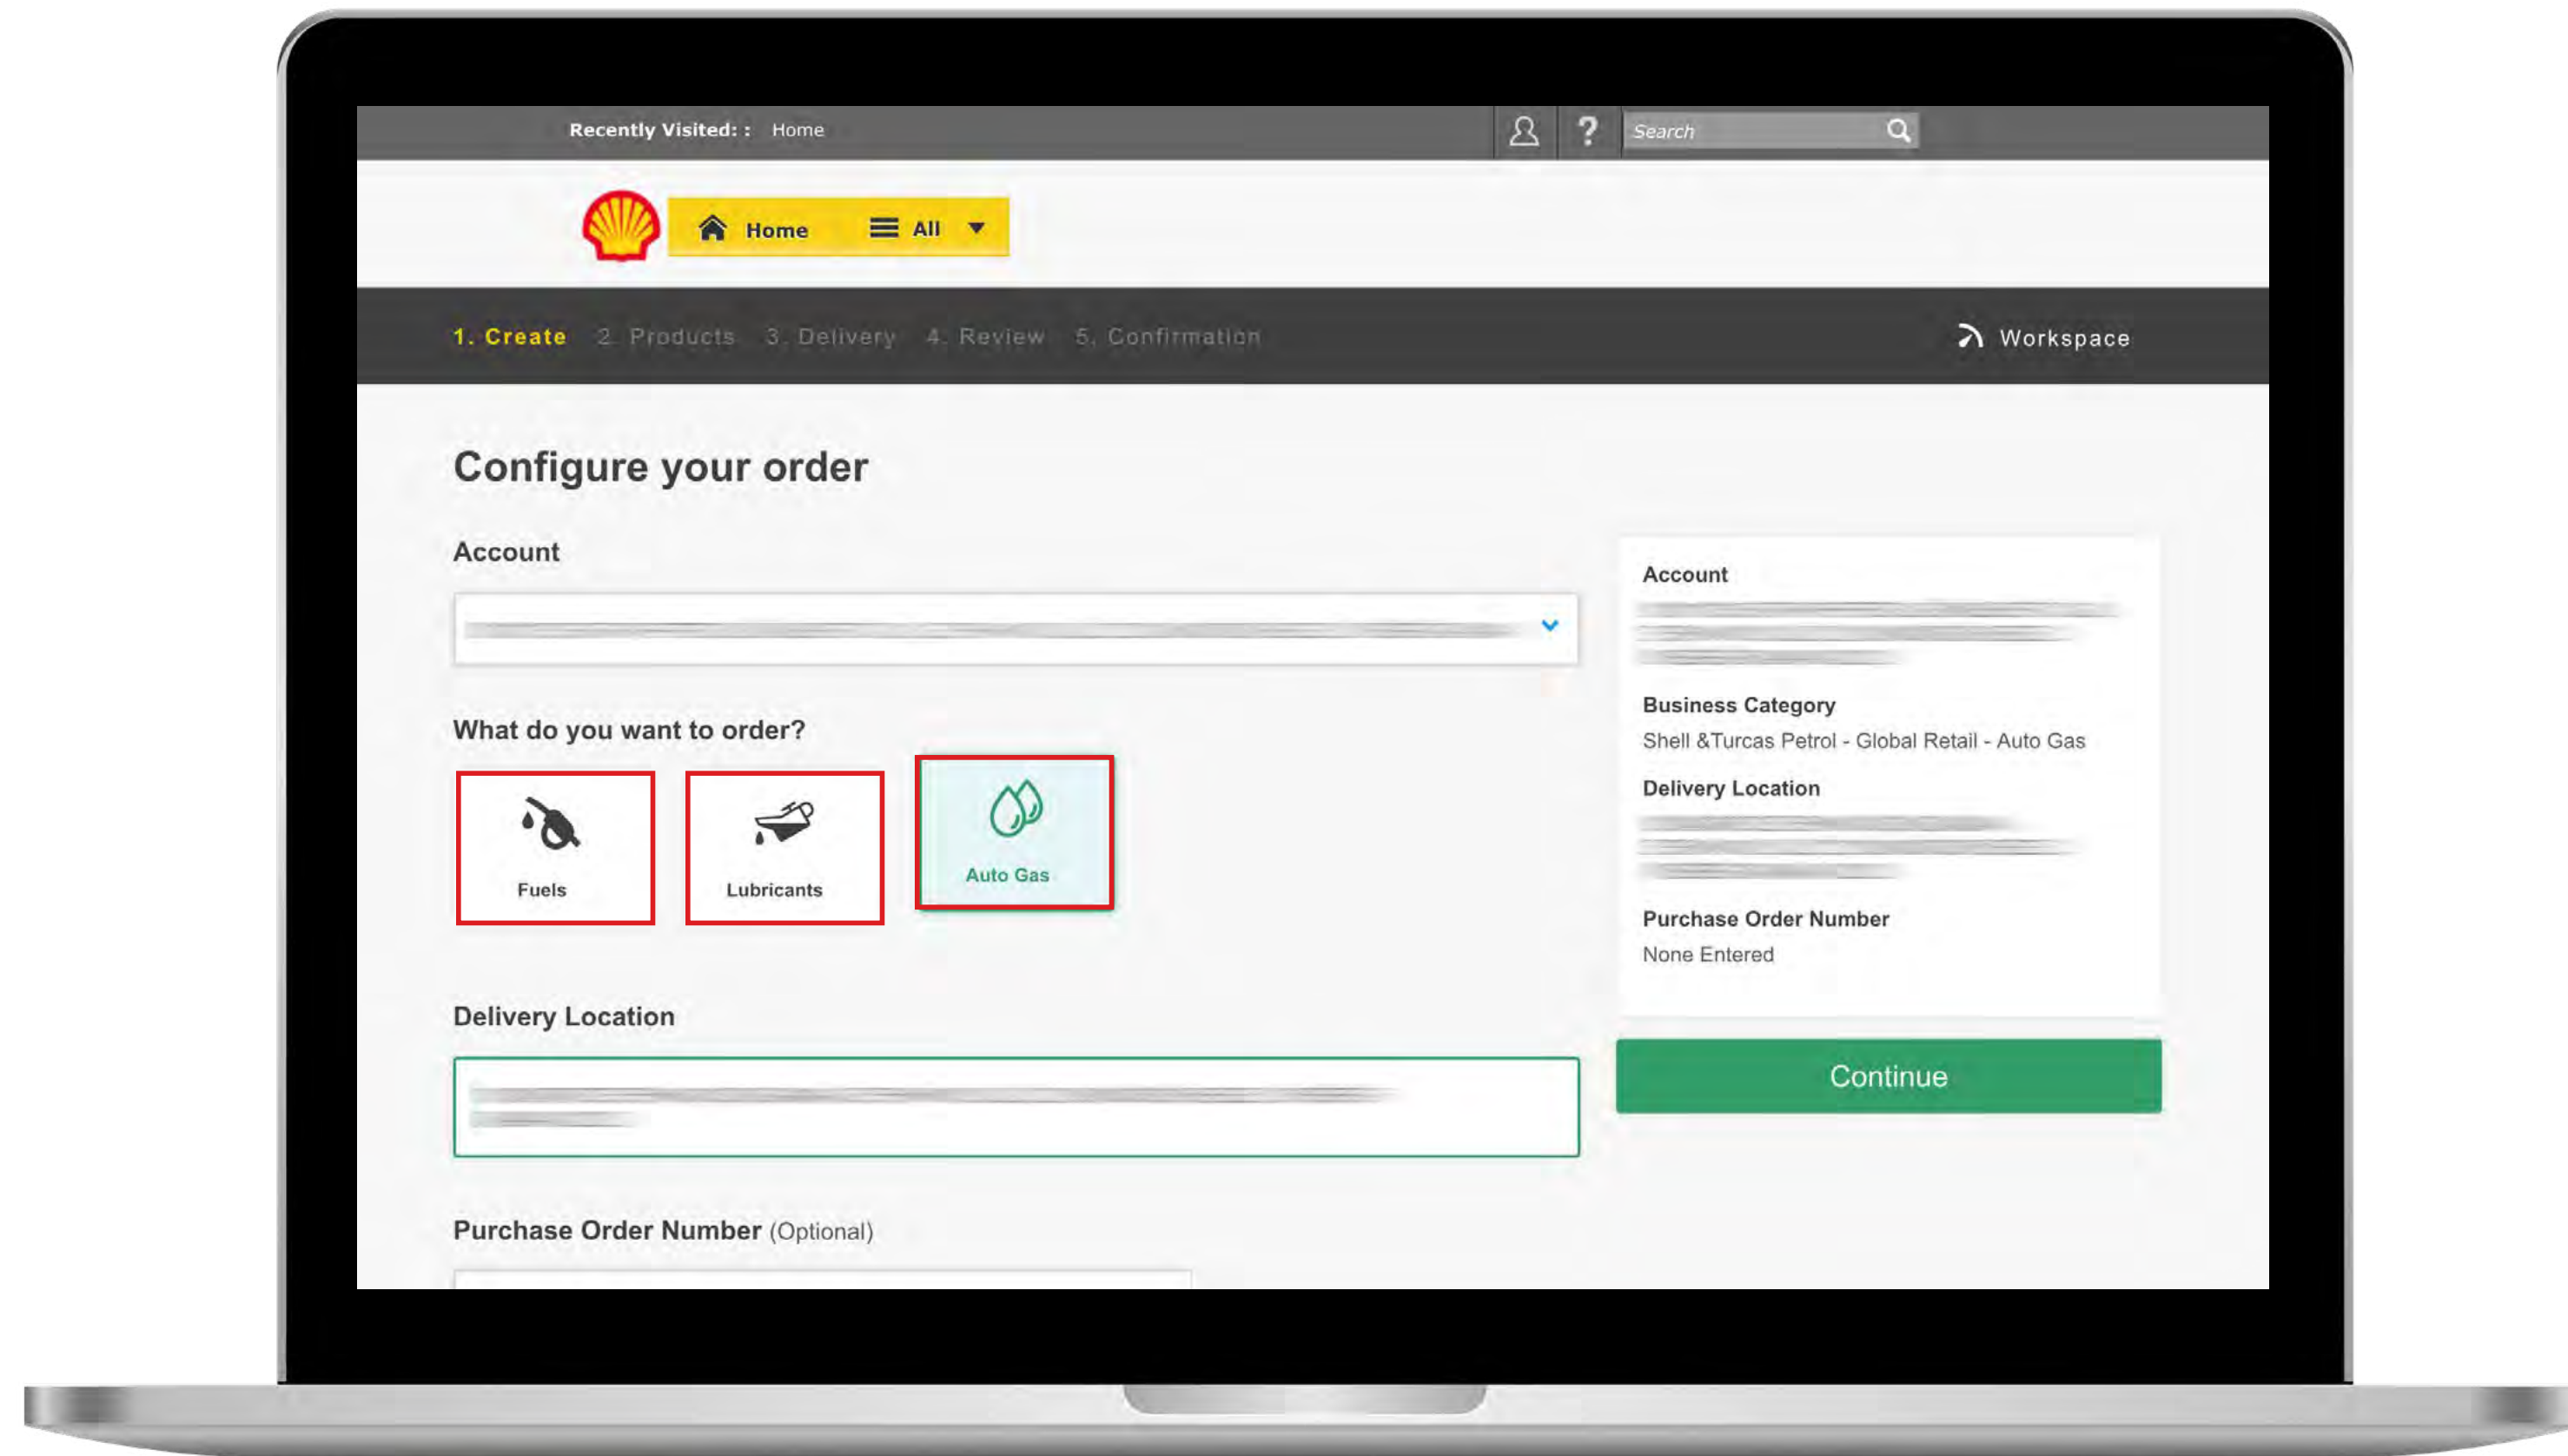 Recently Visited: : Home
Search
Home All
1. Create 2. Products 3. Delivery 4. Review 5. Confirmation
Workspace
Configure your order
Account
What do you want to order?
Fuels
Lubricants
Auto Gas
Delivery Location
Purchase Order Number (Optional)
Account
Business Category
Shell &Turcas Petrol - Global Retail - Auto Gas
Delivery Location
Purchase Order Number
None Entered
Continue